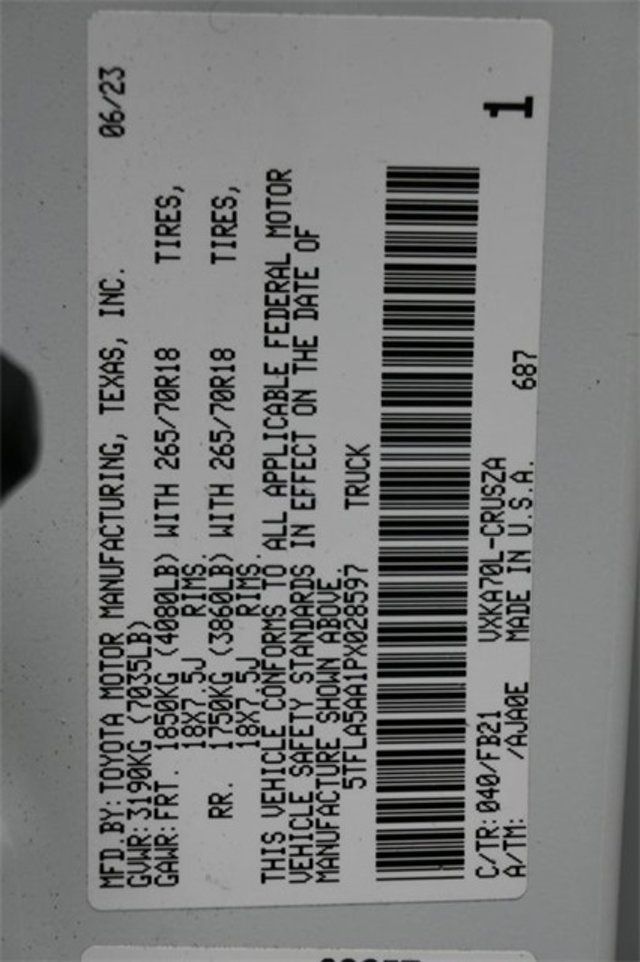 MFD.BY: TOYOTA MOTOR MANUFACTURING, TEXAS, INC. 06/23
GVWR: 3190KG (7035LB)
GAWR: FRT. 1850KG (4080LB) WITH 265/70R18 TIRES,
18X7.5J RIMS.
RR. 1750KG (3860LB) WITH 265/70R18 TIRES,
18X7.5J RIMS.
THIS VEHICLE CONFORMS TO ALL APPLICABLE FEDERAL MOTOR
VEHICLE SAFETY STANDARDS IN EFFECT ON THE DATE OF
MANUFACTURE SHOWN ABOVE.
5TFLA5AA1PX028597 TRUCK
C/TR: 040/FB21 VXKA70L-CRUSZA 1
A/TM: /AJA0E MADE IN U.S.A. 687